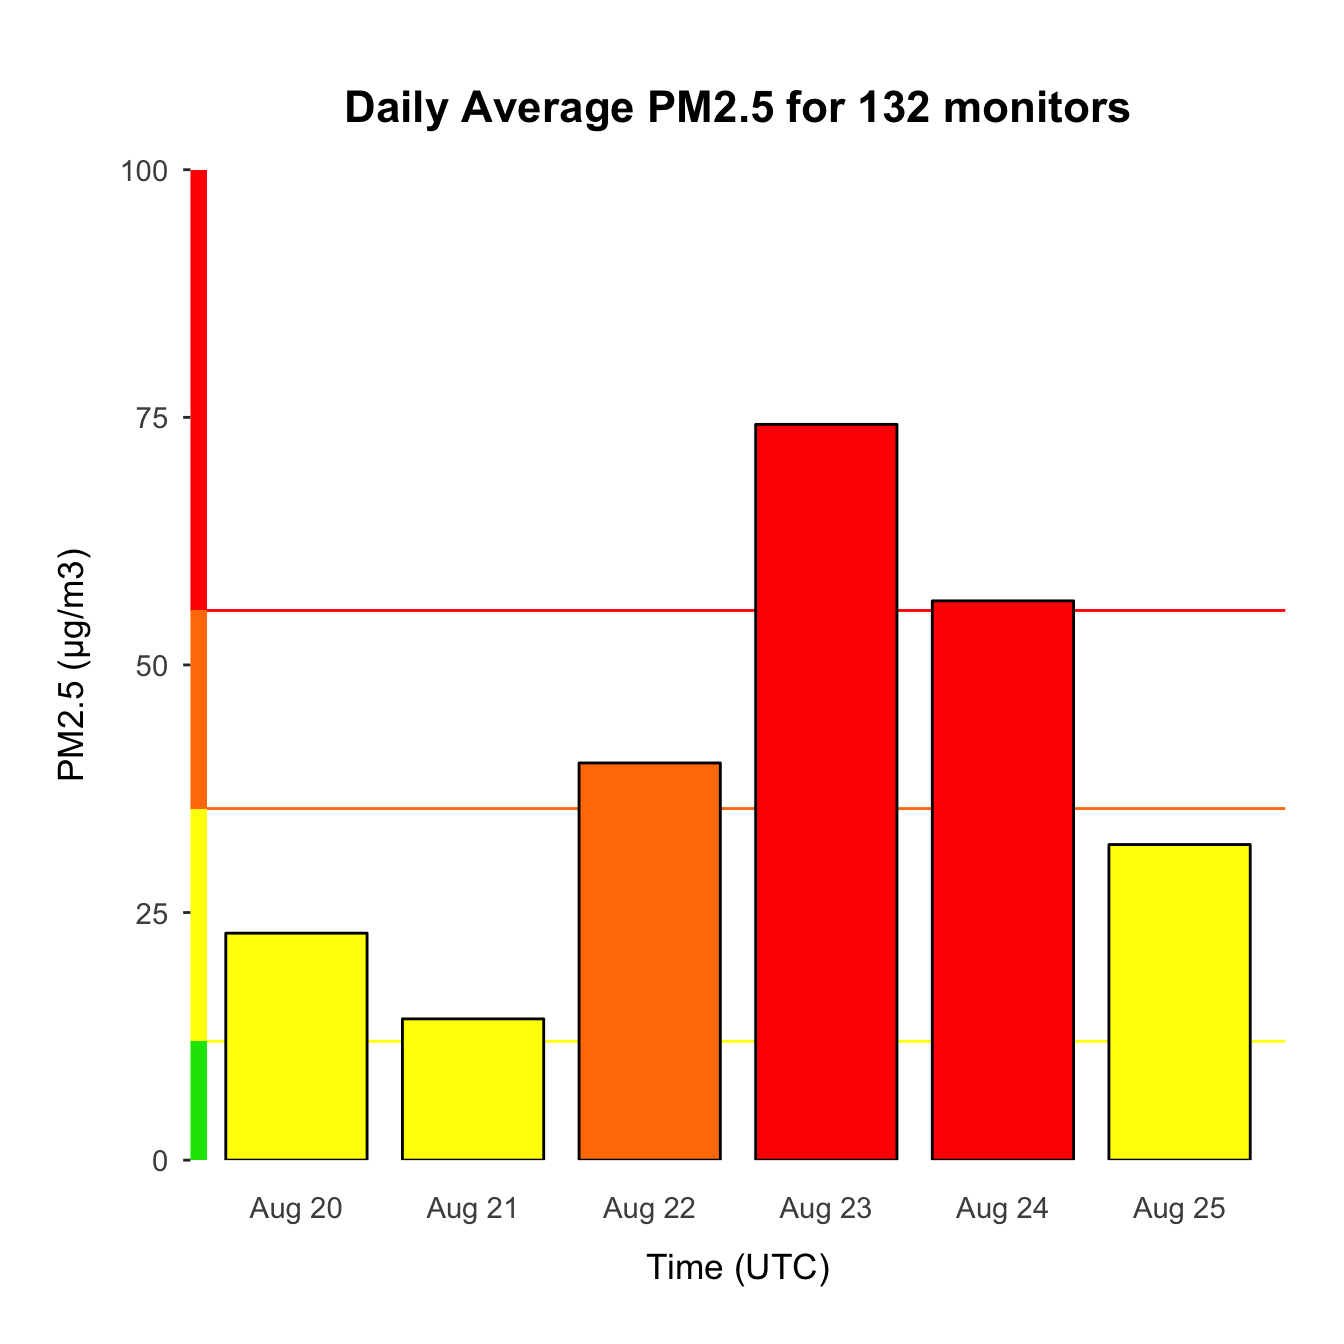 Daily Average PM2.5 for 132 monitors
100
75
50
25
0
PM2.5 (µg/m3)
Aug 20 Aug 21 Aug 22 Aug 23 Aug 24 Aug 25
Time (UTC)